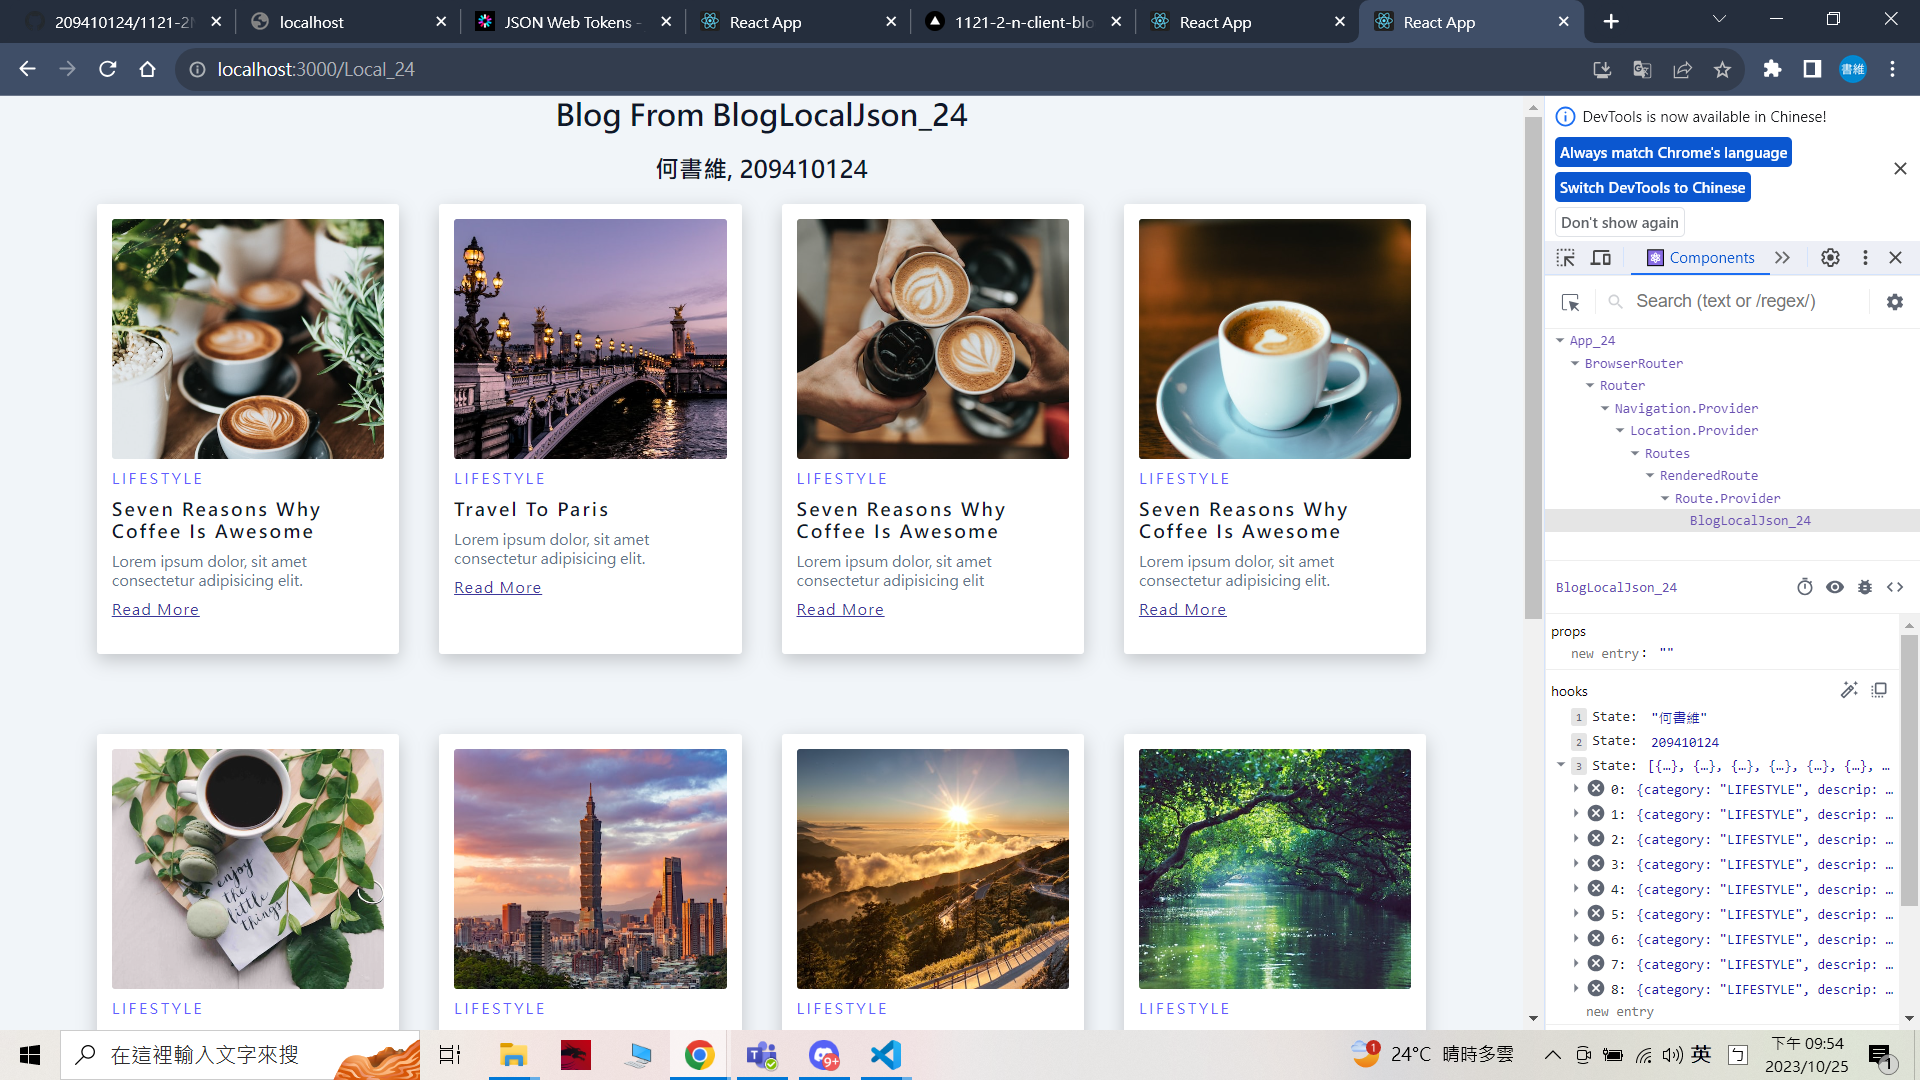 209410124/1121-2N
localhost
JSON Web Tokens -
React App
1121-2-n-client-blo
React App
React App
localhost:3000/Local_24
書維
Blog From BlogLocalJson_24
何書維, 209410124
LIFESTYLE
Seven Reasons Why
Coffee Is Awesome
Lorem ipsum dolor, sit amet
consectetur adipisicing elit.
Read More
LIFESTYLE
Travel To Paris
Lorem ipsum dolor, sit amet
consectetur adipisicing elit.
Read More
LIFESTYLE
Seven Reasons Why
Coffee Is Awesome
Lorem ipsum dolor, sit amet
consectetur adipisicing elit
Read More
LIFESTYLE
Seven Reasons Why
Coffee Is Awesome
Lorem ipsum dolor, sit amet
consectetur adipisicing elit.
Read More
enjoy
the
little
things
LIFESTYLE
LIFESTYLE
LIFESTYLE
LIFESTYLE
DevTools is now available in Chinese!
Always match Chrome's language
Switch DevTools to Chinese
Don't show again
Components
Search (text or /regex/)
App_24
BrowserRouter
Router
Navigation.Provider
Location.Provider
Routes
RenderedRoute
Route.Provider
BlogLocalJson_24
BlogLocalJson_24
props
new entry: ""
hooks
1 State: "何書維"
2 State: 209410124
3 State: [{…}, {…}, {…}, {…}, {…}, {…}, …
0: {category: "LIFESTYLE", descrip: …
1: {category: "LIFESTYLE", descrip: …
2: {category: "LIFESTYLE", descrip: …
3: {category: "LIFESTYLE", descrip: …
4: {category: "LIFESTYLE", descrip: …
5: {category: "LIFESTYLE", descrip: …
6: {category: "LIFESTYLE", descrip: …
7: {category: "LIFESTYLE", descrip: …
8: {category: "LIFESTYLE", descrip: …
new entry
在這裡輸入文字來搜
9+
1
24°C 晴時多雲
英
ㄅ
下午 09:54
2023/10/25
1